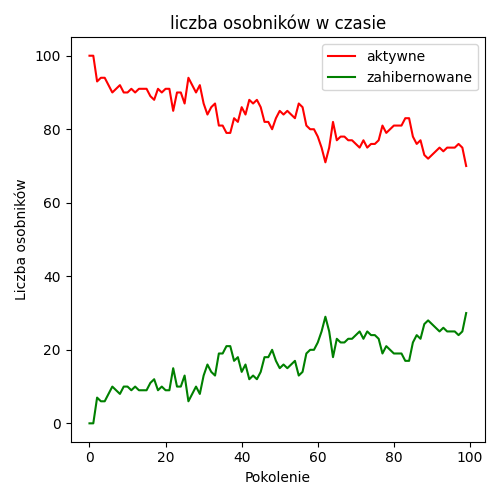 liczba osobników w czasie
100
80
60
40
20
0
Liczba osobników
aktywne
zahibernowane
0 20 40 60 80 100
Pokolenie